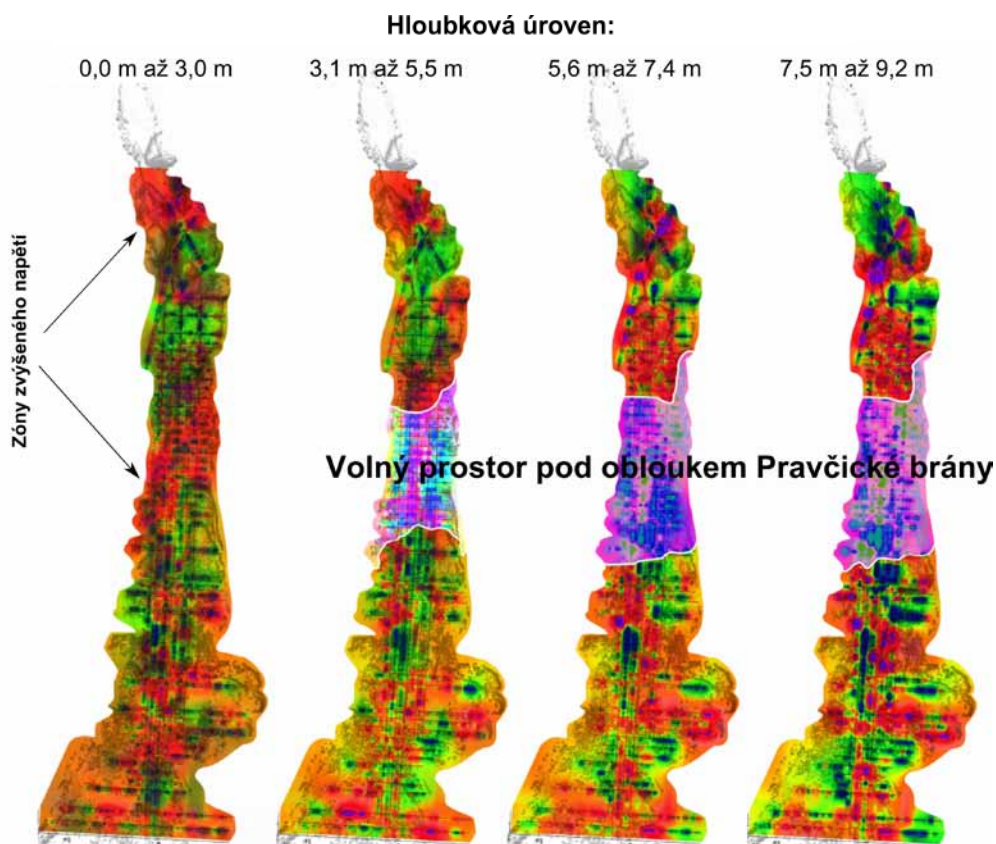 Hloubková úroven:
0,0 m až 3,0 m
3,1 m až 5,5 m
5,6 m až 7,4 m
7,5 m až 9,2 m
Zóny zvýšeného napětí
Volný prostor pod obloukem Pravčické brány